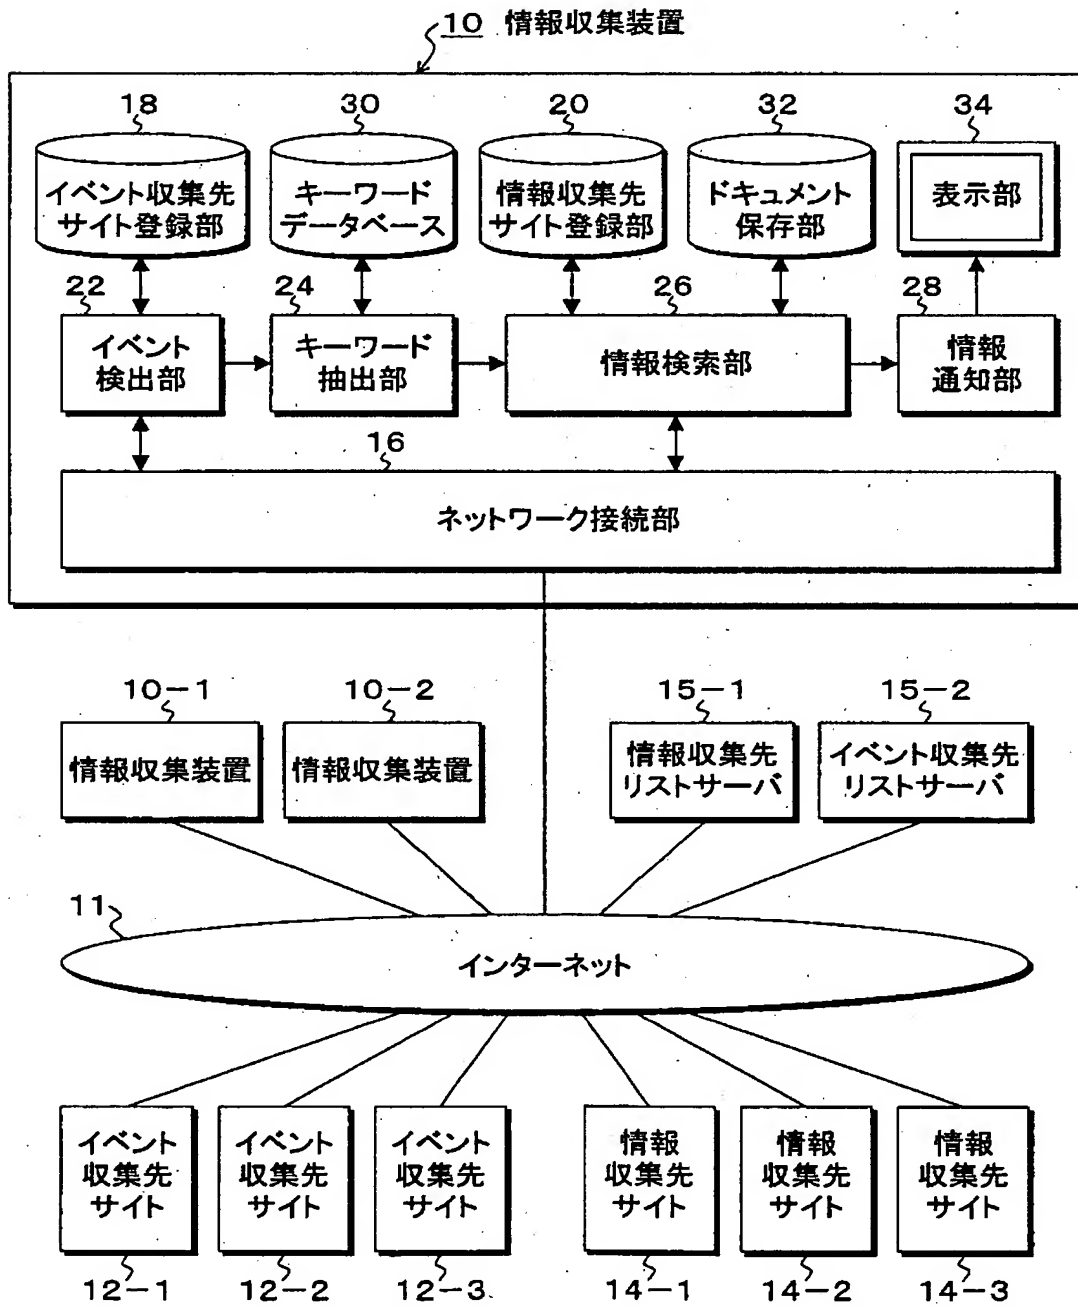 10 情報収集装置
18
30
20
32
34
イベント収集先
サイト登録部
キーワード
データベース
情報収集先
サイト登録部
ドキュメント
保存部
表示部
22
24
26
28
イベント
検出部
キーワード
抽出部
情報検索部
情報
通知部
16
ネットワーク接続部
10-1
10-2
15-1
15-2
情報収集装置
情報収集装置
情報収集先
リストサーバ
イベント収集先
リストサーバ
11
インターネット
イベント
収集先
サイト
イベント
収集先
サイト
イベント
収集先
サイト
情報
収集先
サイト
情報
収集先
サイト
情報
収集先
サイト
12-1
12-2
12-3
14-1
14-2
14-3